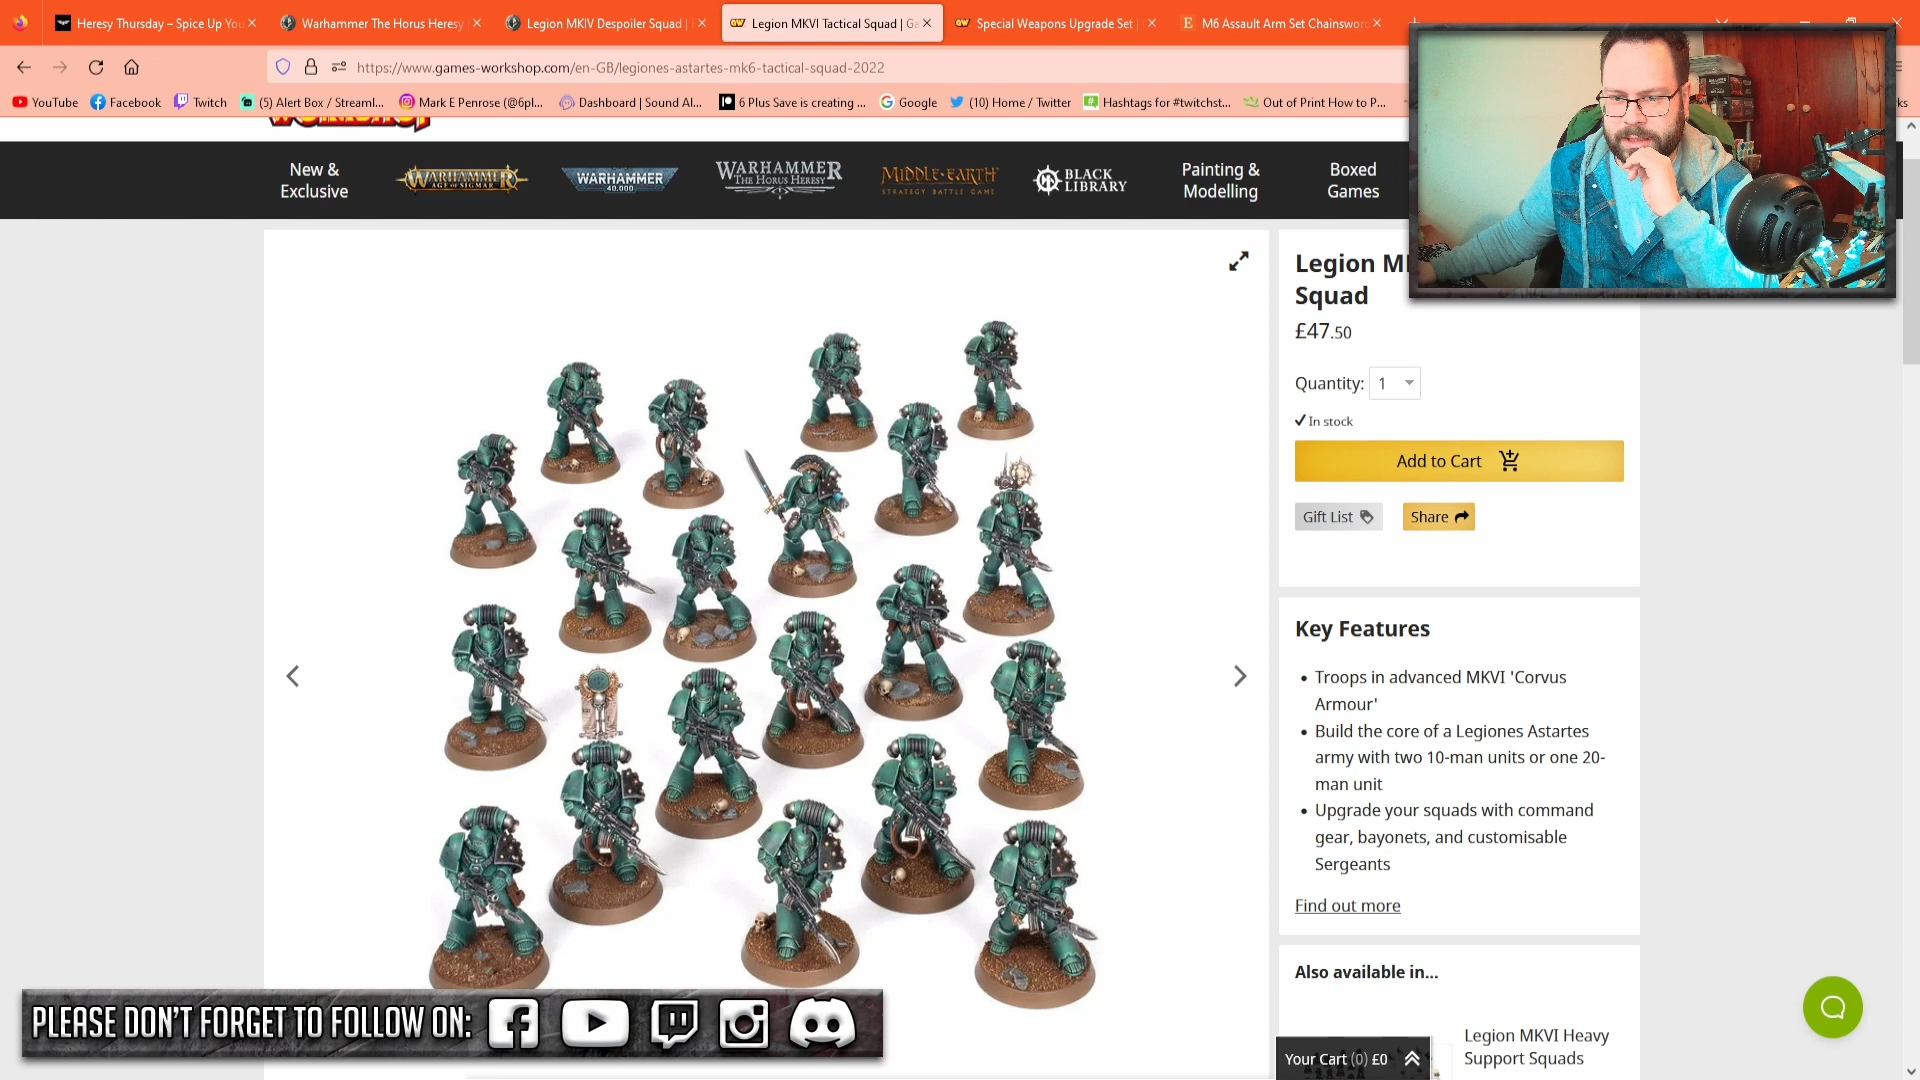 Heresy Thursday – Spice Up You
Warhammer The Horus Heresy
Legion MKIV Despoiler Squad |
Legion MKVI Tactical Squad | Ga
Special Weapons Upgrade Set |
M6 Assault Arm Set Chainswor
https://www.games-workshop.com/en-GB/legiones-astartes-mk6-tactical-squad-2022
YouTube
Facebook
Twitch
(5) Alert Box / Streaml...
Mark E Penrose (@6pl...
Dashboard | Sound Al...
6 Plus Save is creating ...
Google
(10) Home / Twitter
Hashtags for #twitchst...
Out of Print How to P...
ks
WORKSHOP
New &
Exclusive
WARHAMMER
AGE OF SIGMAR
WARHAMMER
40,000
WARHAMMER
THE HORUS HERESY
MIDDLE-EARTH
STRATEGY BATTLE GAME
BLACK
LIBRARY
Painting &
Modelling
Boxed
Games
Legion M
Squad
£47.50
Quantity: 1
In stock
Add to Cart
Gift List
Share
Key Features
• Troops in advanced MKVI 'Corvus
Armour'
• Build the core of a Legiones Astartes
army with two 10-man units or one 20-
man unit
• Upgrade your squads with command
gear, bayonets, and customisable
Sergeants
Find out more
Also available in...
Legion MKVI Heavy
Support Squads
Your Cart (0) £0
PLEASE DON'T FORGET TO FOLLOW ON: